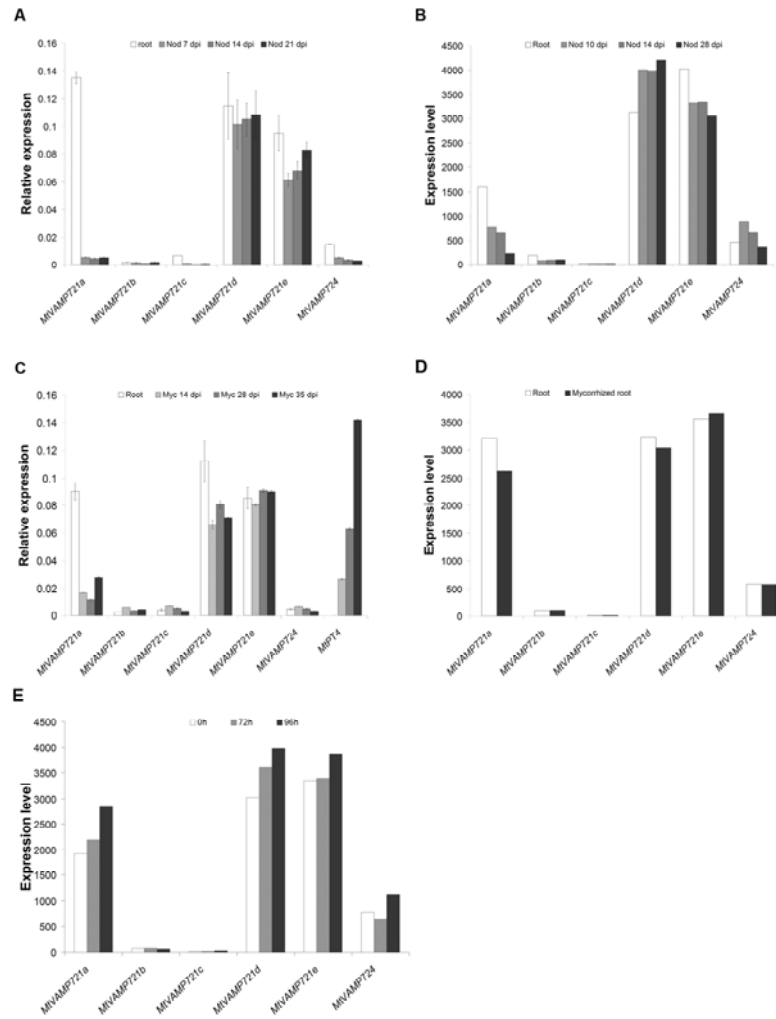 A
root Nod 7 dpi Nod 14 dpi Nod 21 dpi
Relative expression
0.16
0.14
0.12
0.1
0.08
0.06
0.04
0.02
0
MtVAMP721a
MtVAMP721b
MtVAMP721c
MtVAMP721d
MtVAMP721e
MtVAMP724
B
Root Nod 10 dpi Nod 14 dpi Nod 28 dpi
Expression level
4500
4000
3500
3000
2500
2000
1500
1000
500
0
MtVAMP721a
MtVAMP721b
MtVAMP721c
MtVAMP721d
MtVAMP721e
MtVAMP724
C
Root Myc 14 dpi Myc 28 dpi Myc 35 dpi
Relative expression
0.16
0.14
0.12
0.1
0.08
0.06
0.04
0.02
0
MtVAMP721a
MtVAMP721b
MtVAMP721c
MtVAMP721d
MtVAMP721e
MtVAMP724
MtPT4
D
Root Mycorrhized root
Expression level
4000
3500
3000
2500
2000
1500
1000
500
0
MtVAMP721a
MtVAMP721b
MtVAMP721c
MtVAMP721d
MtVAMP721e
MtVAMP724
E
0h 72h 96h
Expression level
4500
4000
3500
3000
2500
2000
1500
1000
500
0
MtVAMP721a
MtVAMP721b
MtVAMP721c
MtVAMP721d
MtVAMP721e
MtVAMP724